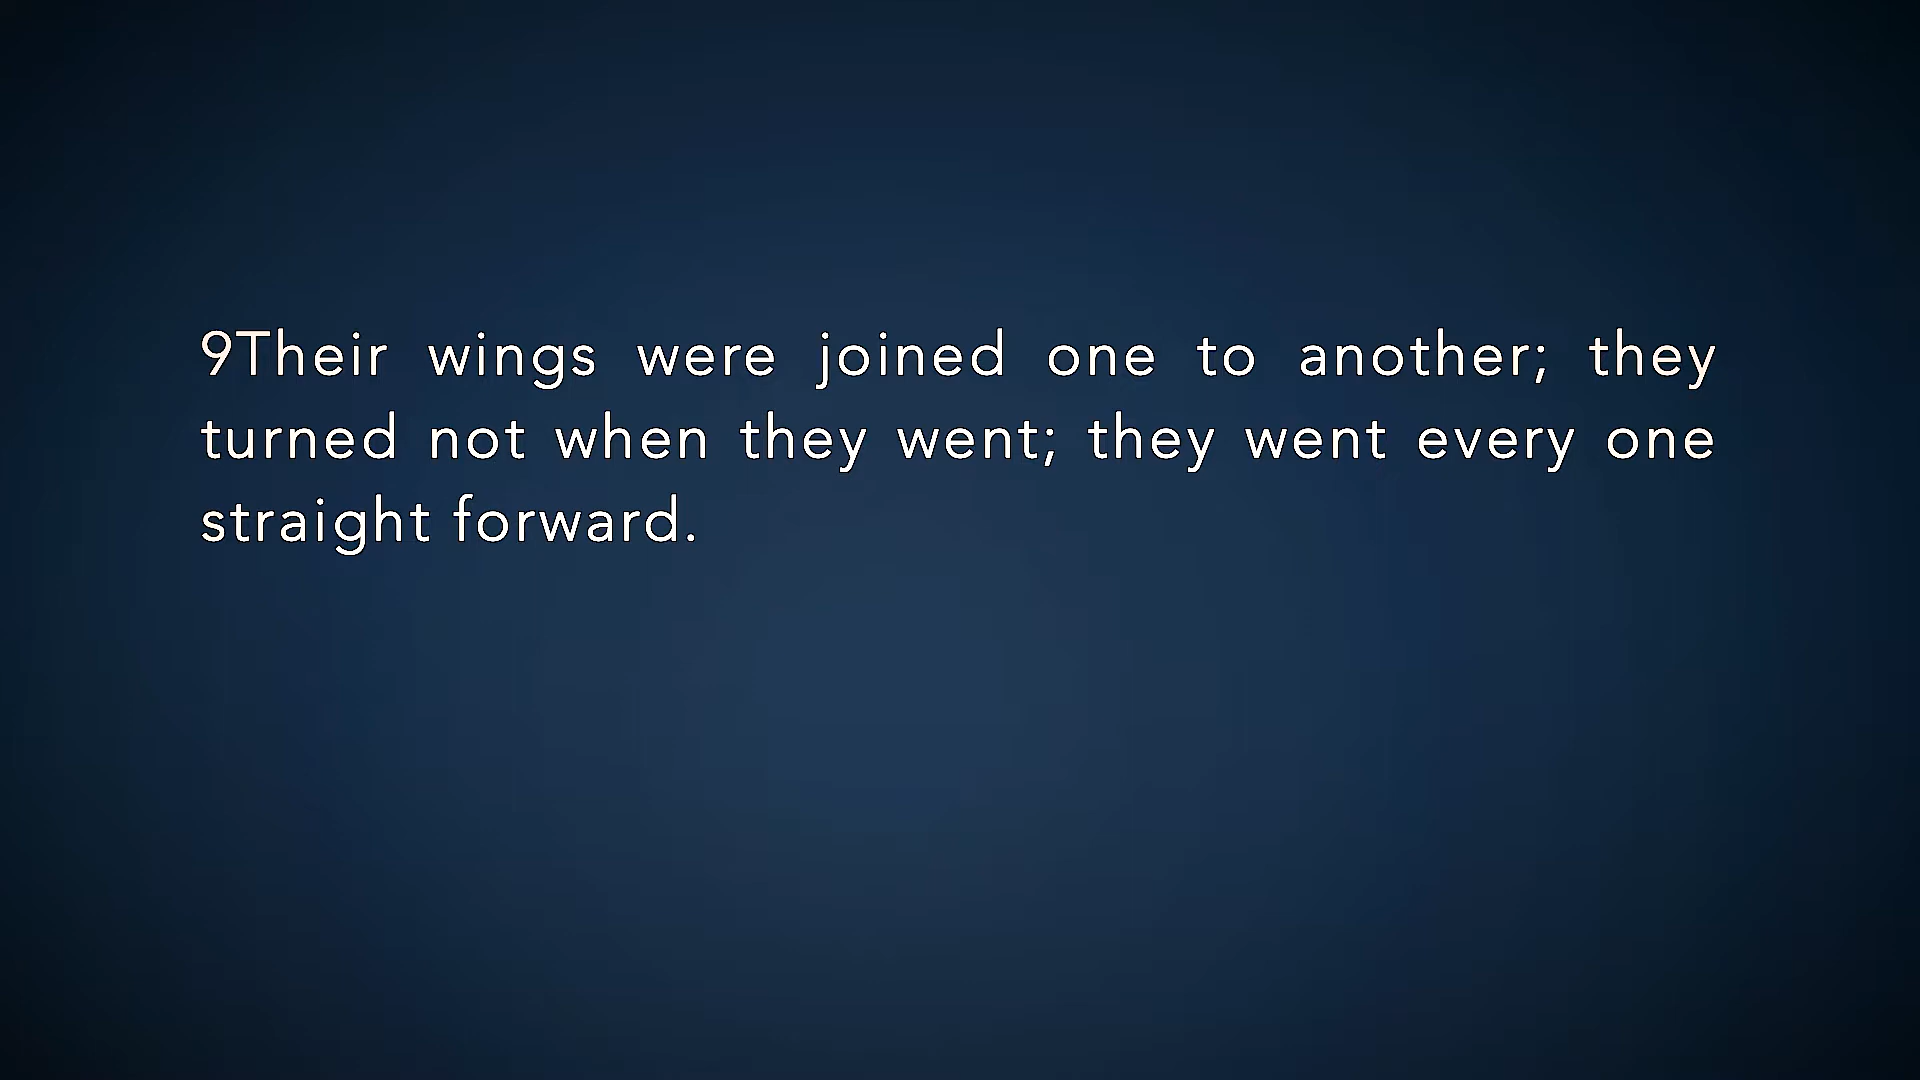 9Their wings were joined one to another; they
turned not when they went; they went every one
straight forward.